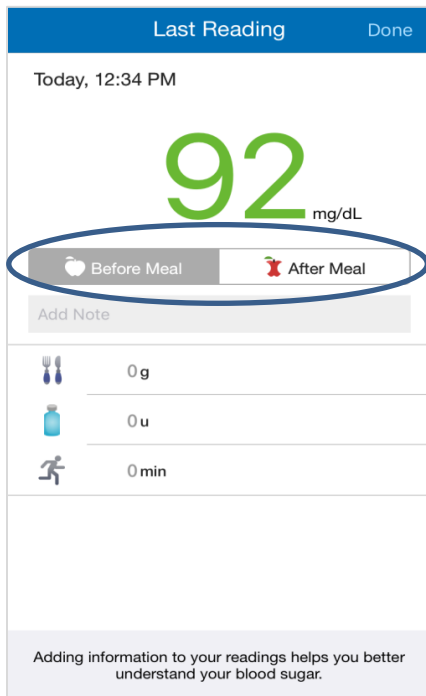 Last Reading Done
Today, 12:34 PM
92 mg/dL
Before Meal After Meal
Add Note
0 g
0 u
0 min
Adding information to your readings helps you better
understand your blood sugar.